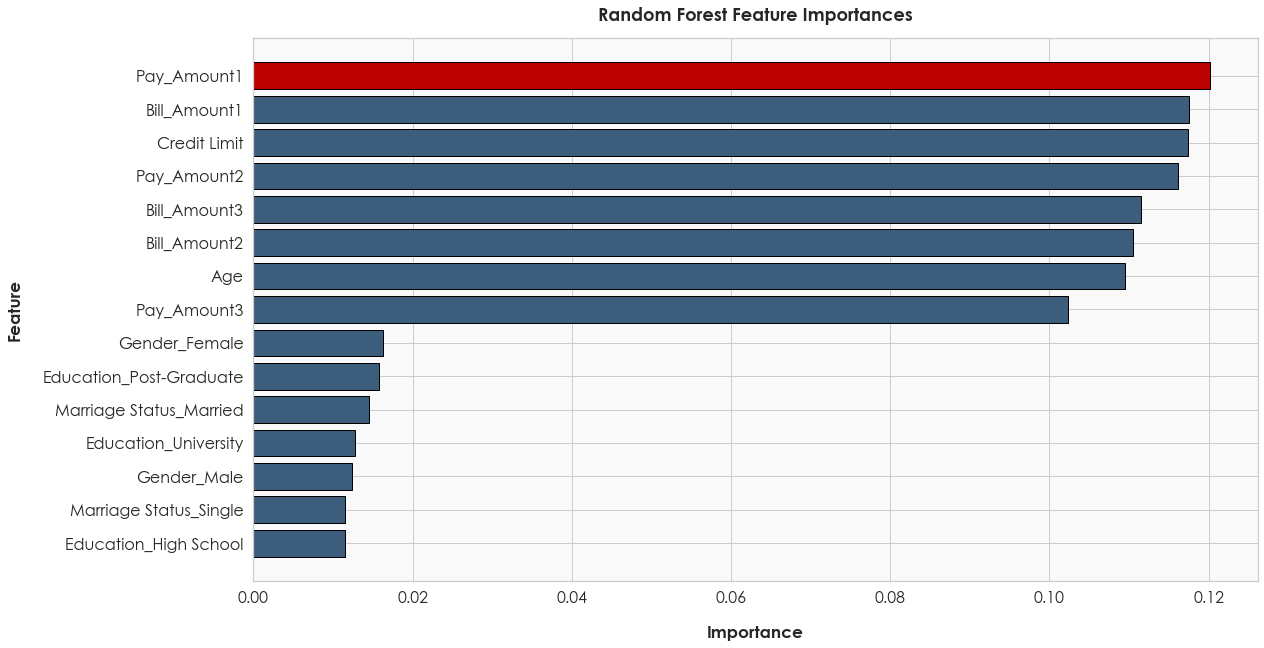 Random Forest Feature Importances
Feature
Pay_Amount1
Bill_Amount1
Credit Limit
Pay_Amount2
Bill_Amount3
Bill_Amount2
Age
Pay_Amount3
Gender_Female
Education_Post-Graduate
Marriage Status_Married
Education_University
Gender_Male
Marriage Status_Single
Education_High School
0.00 0.02 0.04 0.06 0.08 0.10 0.12
Importance